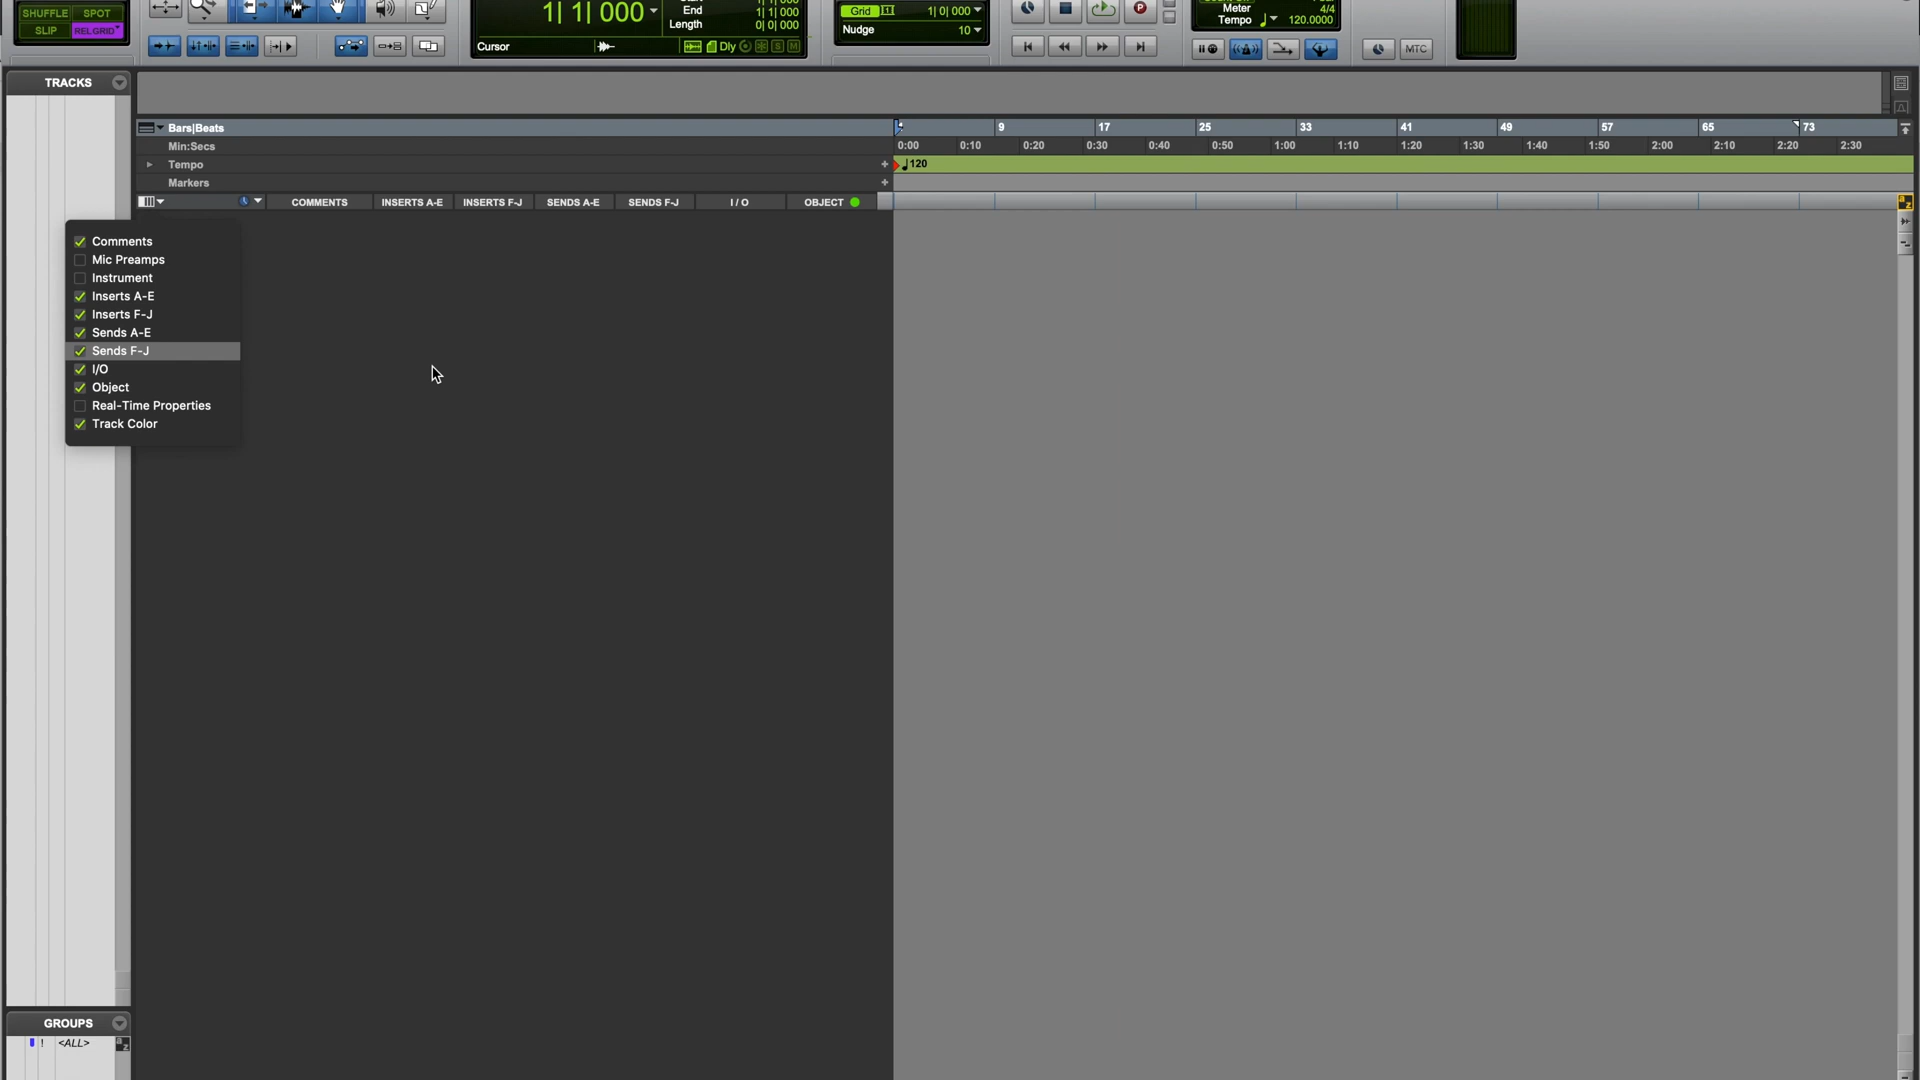 SHUFFLE SPOT
SLIP RELGRID
1| 1| 000
End 1| 1| 000
Length 0| 0| 000
Cursor
Dly S M
Grid 1| 0| 000
Nudge 10
P
Meter 4/4
Tempo 120.0000
MTC
TRACKS
Bars|Beats
9 17 25 33 41 49 57 65 73
Min:Secs
0:00 0:10 0:20 0:30 0:40 0:50 1:00 1:10 1:20 1:30 1:40 1:50 2:00 2:10 2:20 2:30
Tempo + 120
Markers +
COMMENTS INSERTS A-E INSERTS F-J SENDS A-E SENDS F-J I / O OBJECT
a z
Comments
Mic Preamps
Instrument
Inserts A-E
Inserts F-J
Sends A-E
Sends F-J
I/O
Object
Real-Time Properties
Track Color
GROUPS
! <ALL> a z